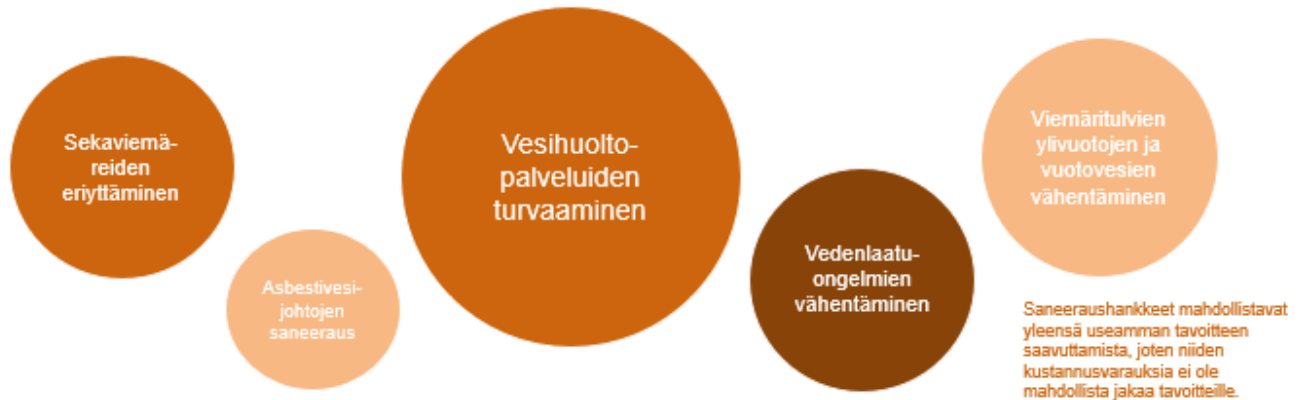 Sekaviemä-
reiden
eriyttäminen
Asbestivesi-
johtojen
saneeraus
Vesihuolto-
palveluiden
turvaaminen
Vedenlaatu-
ongelmien
vähentäminen
Viemäritulvien
ylivuotojen ja
vuotovesien
vähentäminen
Saneeraushankkeet mahdollistavat
yleensä useamman tavoitteen
saavuttamista, joten niiden
kustannusvarauksia ei ole
mahdollista jakaa tavoitteille.